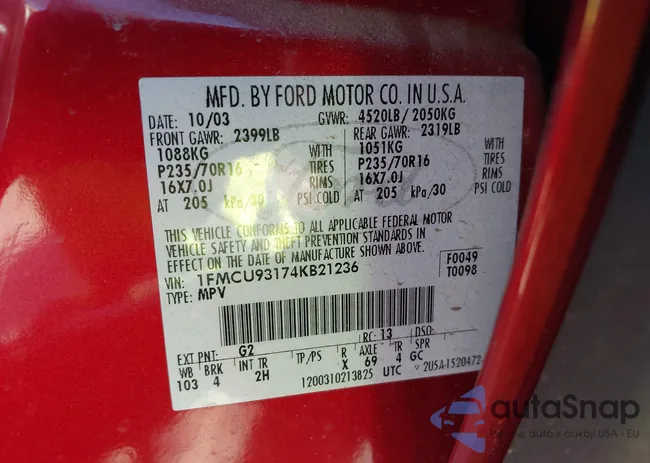 MFD. BY FORD MOTOR CO. IN U.S.A.
DATE: 10/03 GVWR: 4520LB/2050KG
FRONT GAWR: 2399LB REAR GAWR: 2319LB
1088KG WITH 1051KG WITH
P235/70R16 TIRES P235/70R16 TIRES
16X7.0J RIMS 16X7.0J RIMS
AT 205 kPa/30 PSI COLD AT 205 kPa/30 PSI COLD
THIS VEHICLE CONFORMS TO ALL APPLICABLE FEDERAL MOTOR
VEHICLE SAFETY AND THEFT PREVENTION STANDARDS IN
EFFECT ON THE DATE OF MANUFACTURE SHOWN ABOVE.
VIN: 1FMCU93174KB21236 F0049
TYPE: MPV T0098
RC: 13 DSO:
EXT PNT: G2
WB BRK INT TR TP/PS R AXLE TR SPR
103 4 2H X 69 4 GC
1200310213825 UTC 2U5A-1520472-
autoSnap